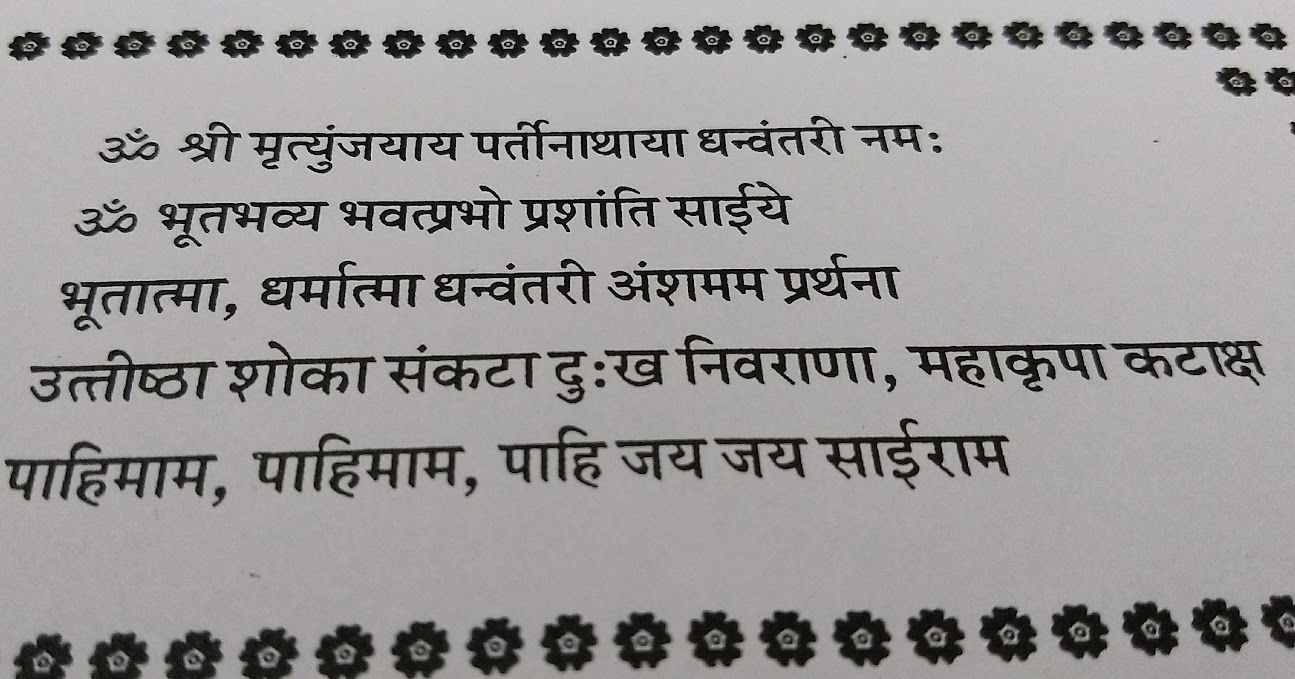 ॐ श्री मृत्युंजयाय पर्तीनाथाया धन्वंतरी नमः
ॐ भूतभव्य भवत्प्रभो प्रशांति साईये
भूतात्मा, धर्मात्मा धन्वंतरी अंशमम प्रर्थना
उत्तीष्ठा शोका संकटा दुःख निवराणा, महाकृपा कटाक्ष
पाहिमाम, पाहिमाम, पाहि जय जय साईराम